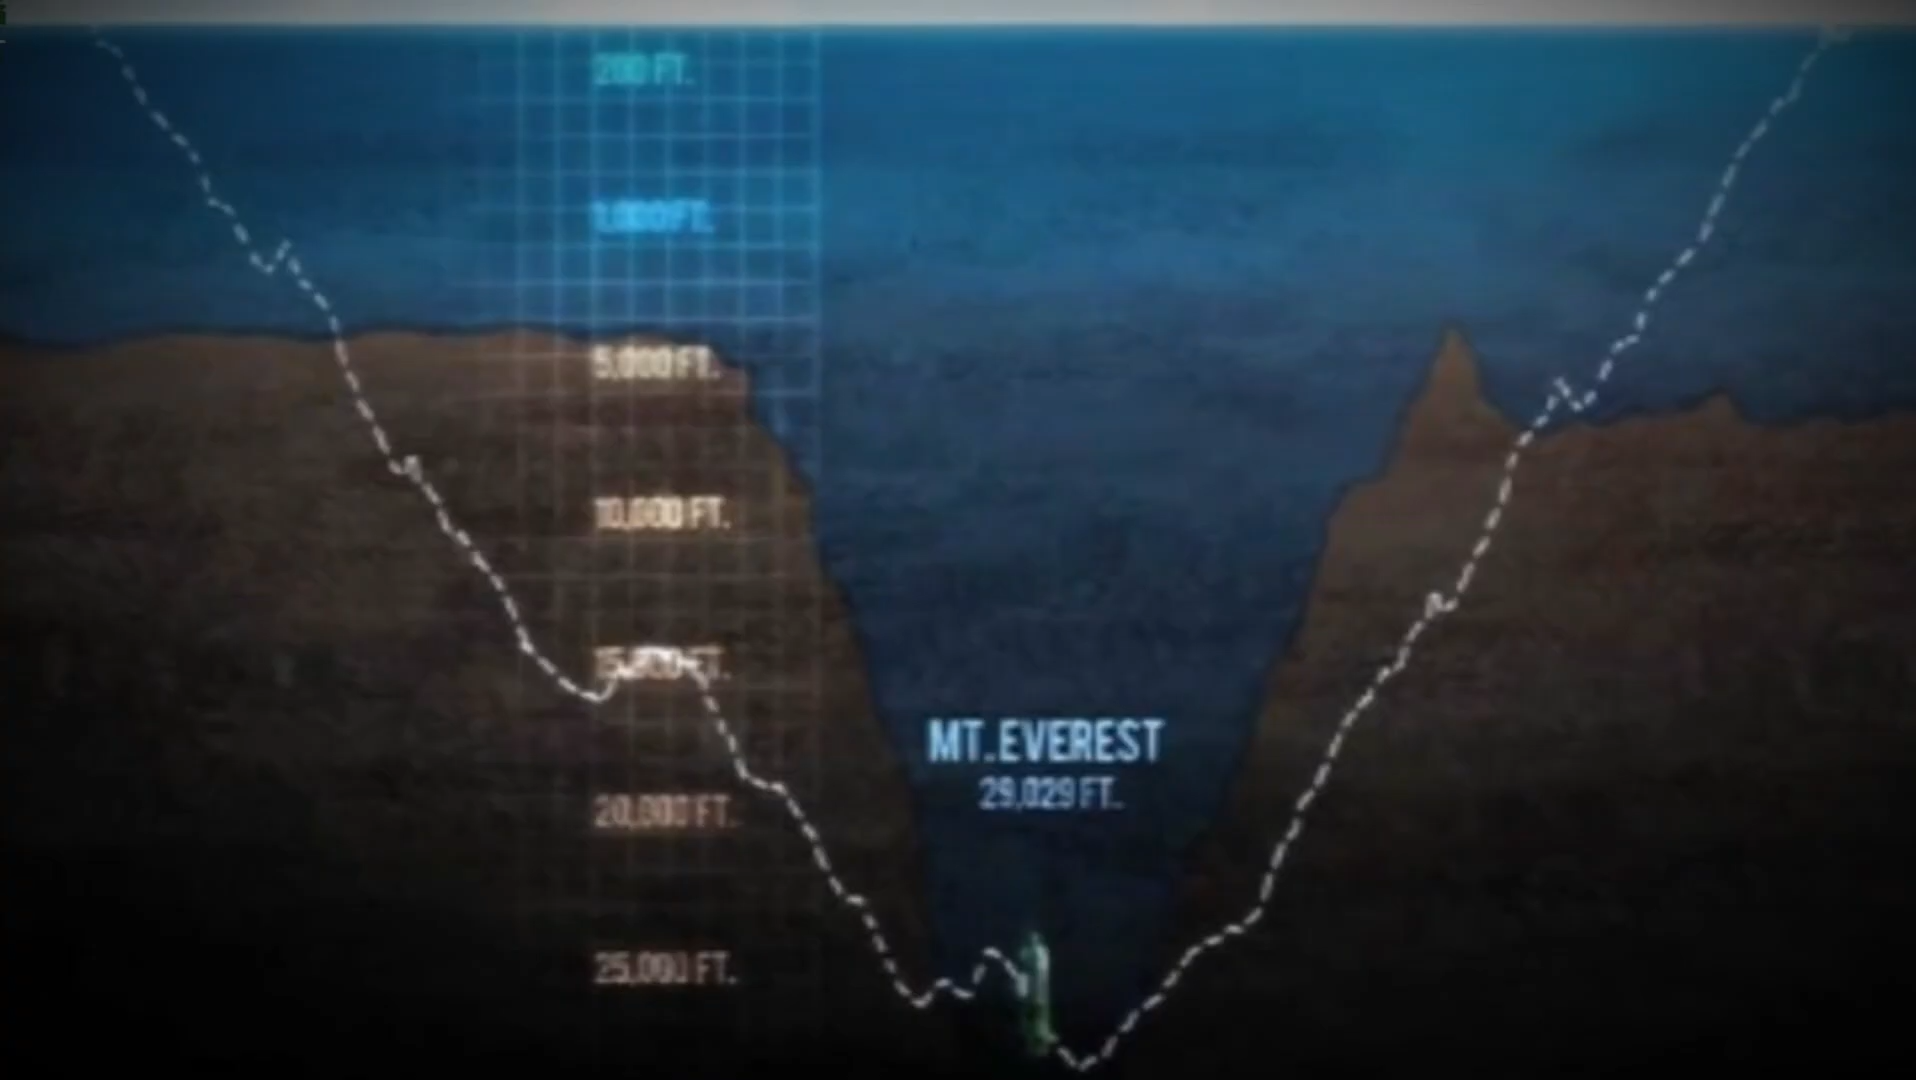 200 FT.
1,000 FT.
5,000 FT.
10,000 FT.
15,000 FT.
20,000 FT.
25,000 FT.
MT. EVEREST
29,029 FT.